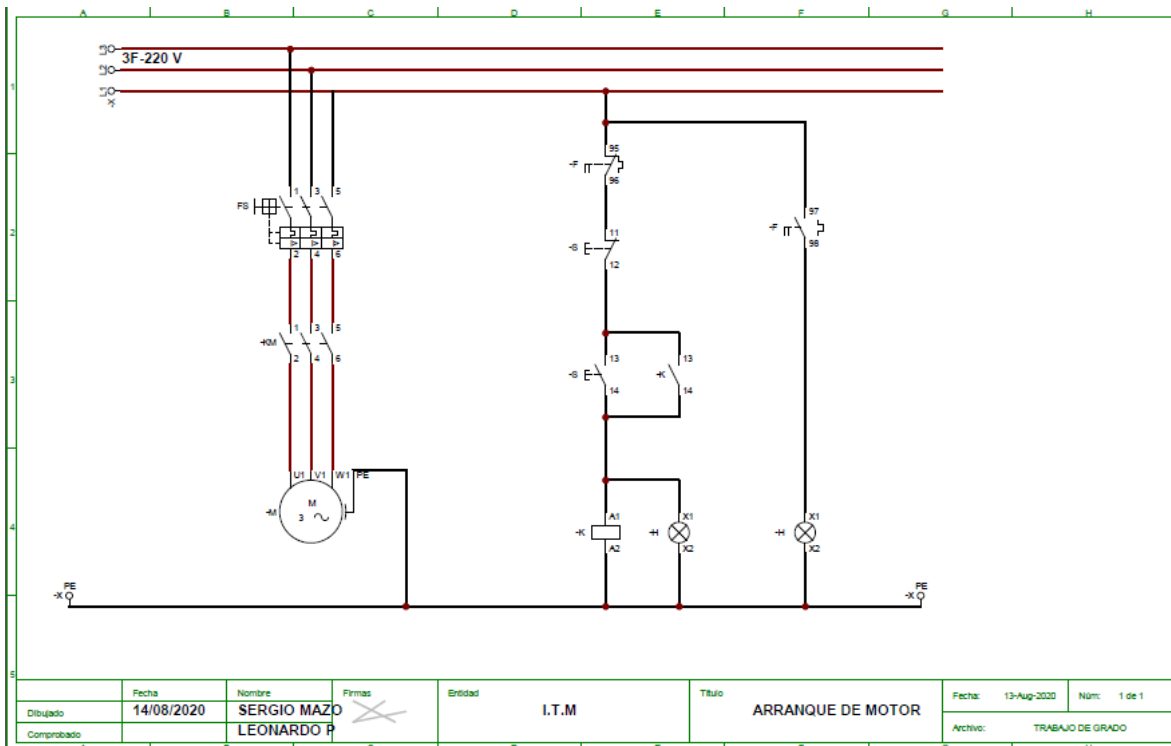 A B C D E F G H
L3
3F-220 V
L2
1
L1
-X
95
-F
96
1 3 5
FS
97
-F
98
2
11
-S
12
2 4 6
1 3 5
-KM
2 4 6
13 13
3
-S -K
14 14
U1 V1 W1 PE
M
-M
3
4
A1 X1 X1
-K -H -H
A2 X2 X2
PE PE
-X -X
5
Fecha Nombre Firmas Entidad Título Fecha: 13-Aug-2020 Núm: 1 de 1
Dibujado 14/08/2020 SERGIO MAZO I.T.M ARRANQUE DE MOTOR
Comprobado LEONARDO P Archivo: TRABAJO DE GRADO